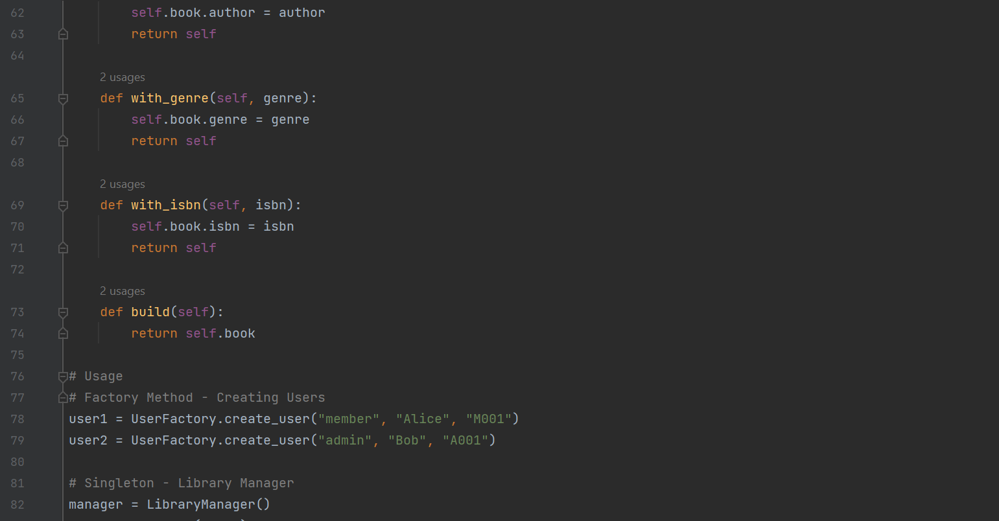 62 self.book.author = author
63 return self
64
2 usages
65 def with_genre(self, genre):
66 self.book.genre = genre
67 return self
68
2 usages
69 def with_isbn(self, isbn):
70 self.book.isbn = isbn
71 return self
72
2 usages
73 def build(self):
74 return self.book
75
76 # Usage
77 # Factory Method - Creating Users
78 user1 = UserFactory.create_user("member", "Alice", "M001")
79 user2 = UserFactory.create_user("admin", "Bob", "A001")
80
81 # Singleton - Library Manager
82 manager = LibraryManager()